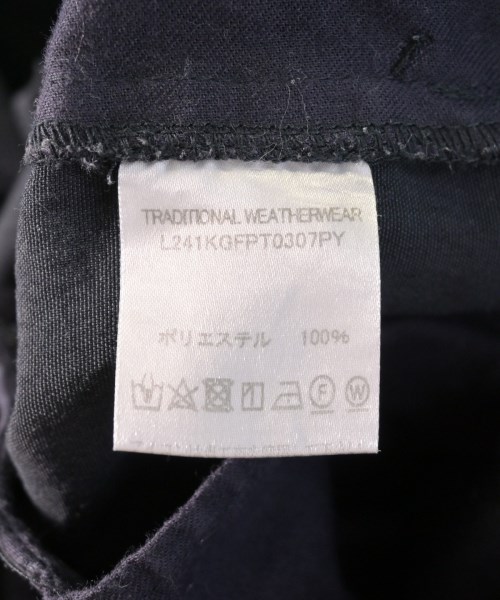 TRADITIONAL WEATHERWEAR
L241KGFPT0307PY
ポリエステル 100%
F W